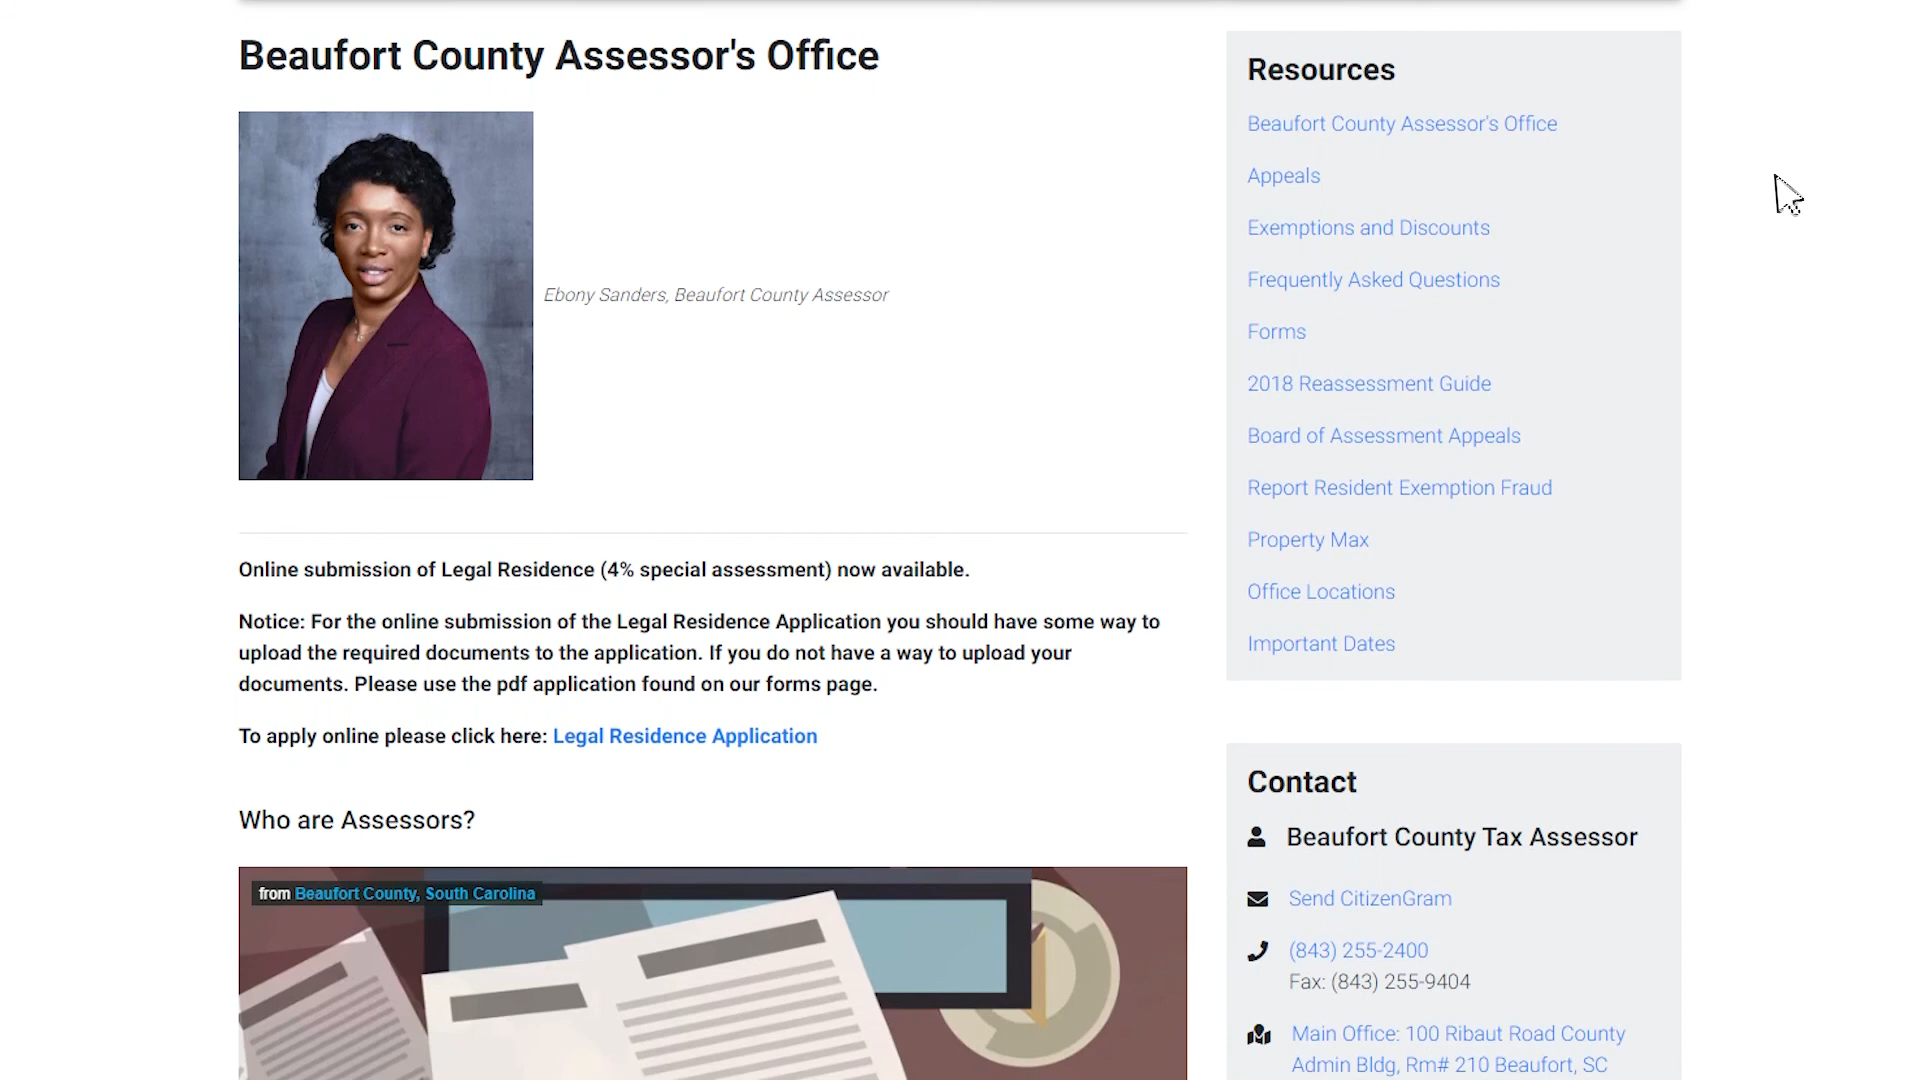 Beaufort County Assessor's Office
Ebony Sanders, Beaufort County Assessor
Online submission of Legal Residence (4% special assessment) now available.
Notice: For the online submission of the Legal Residence Application you should have some way to
upload the required documents to the application. If you do not have a way to upload your
documents. Please use the pdf application found on our forms page.
To apply online please click here: Legal Residence Application
Who are Assessors?
from Beaufort County, South Carolina
Resources
Beaufort County Assessor's Office
Appeals
Exemptions and Discounts
Frequently Asked Questions
Forms
2018 Reassessment Guide
Board of Assessment Appeals
Report Resident Exemption Fraud
Property Max
Office Locations
Important Dates
Contact
Beaufort County Tax Assessor
Send CitizenGram
(843) 255-2400
Fax: (843) 255-9404
Main Office: 100 Ribaut Road County
Admin Bldg, Rm# 210 Beaufort, SC